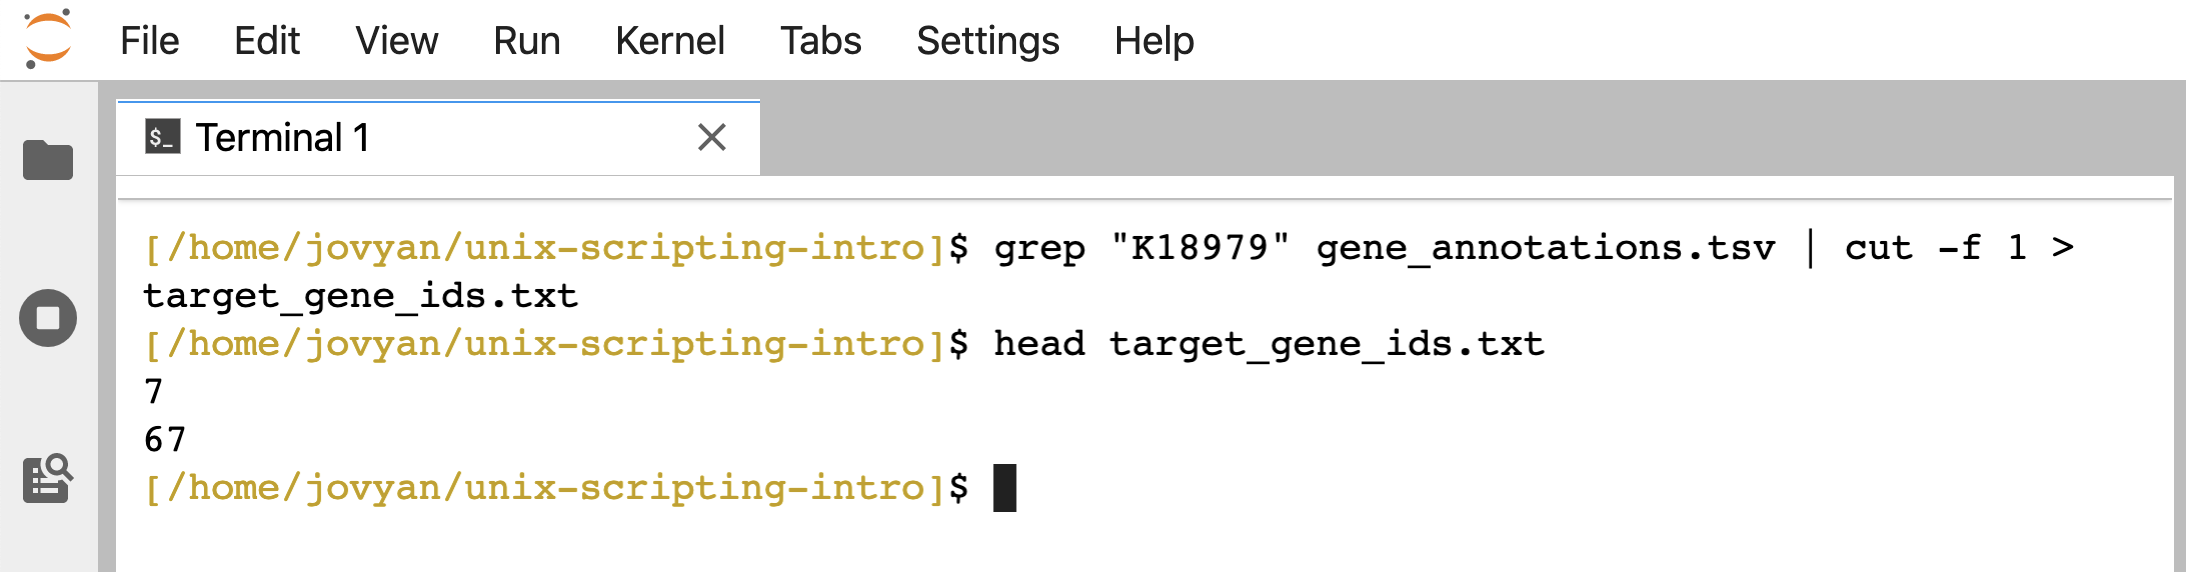 File Edit View Run Kernel Tabs Settings Help
$_ Terminal 1
[/home/jovyan/unix-scripting-intro]$ grep "K18979" gene_annotations.tsv | cut -f 1 >
target_gene_ids.txt
[/home/jovyan/unix-scripting-intro]$ head target_gene_ids.txt
7
67
[/home/jovyan/unix-scripting-intro]$